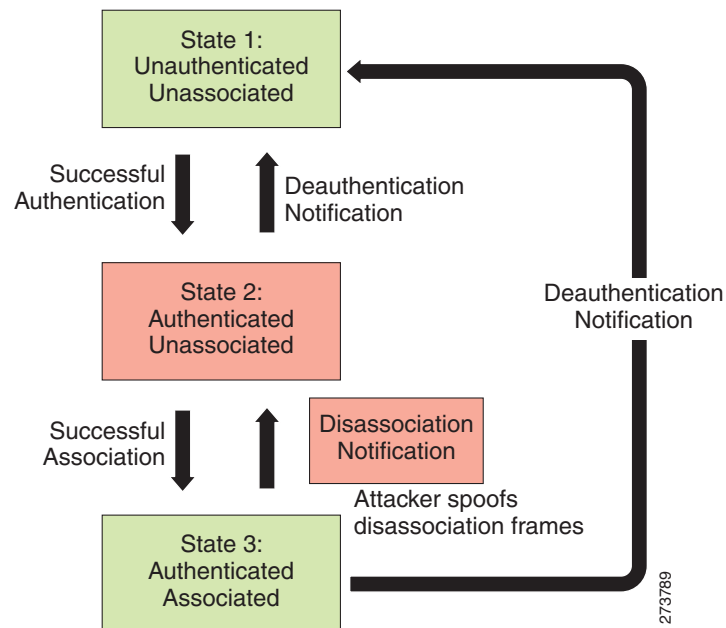 State 1:
Unauthenticated
Unassociated
Successful
Authentication
Deauthentication
Notification
State 2:
Authenticated
Unassociated
Deauthentication
Notification
Successful
Association
Disassociation
Notification
Attacker spoofs
disassociation frames
State 3:
Authenticated
Associated
273789